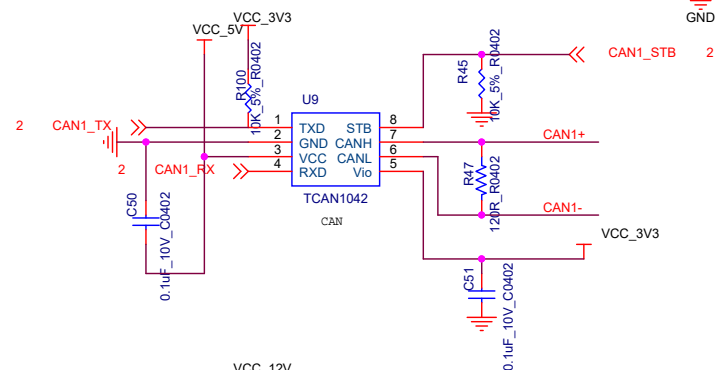 GND
VCC_3V3
VCC_5V
R100
10K_5%_R0402
R45
10K_5%_R0402
CAN1_STB 2
U9
2 CAN1_TX
1 TXD STB 8
2 GND CANH 7
3 VCC CANL 6
4 RXD Vio 5
2 CAN1_RX
TCAN1042
CAN
CAN1+
R47
120R_R0402
CAN1-
C50
0.1uF_10V_C0402
VCC_3V3
C51
0.1uF_10V_C0402
VCC_12V